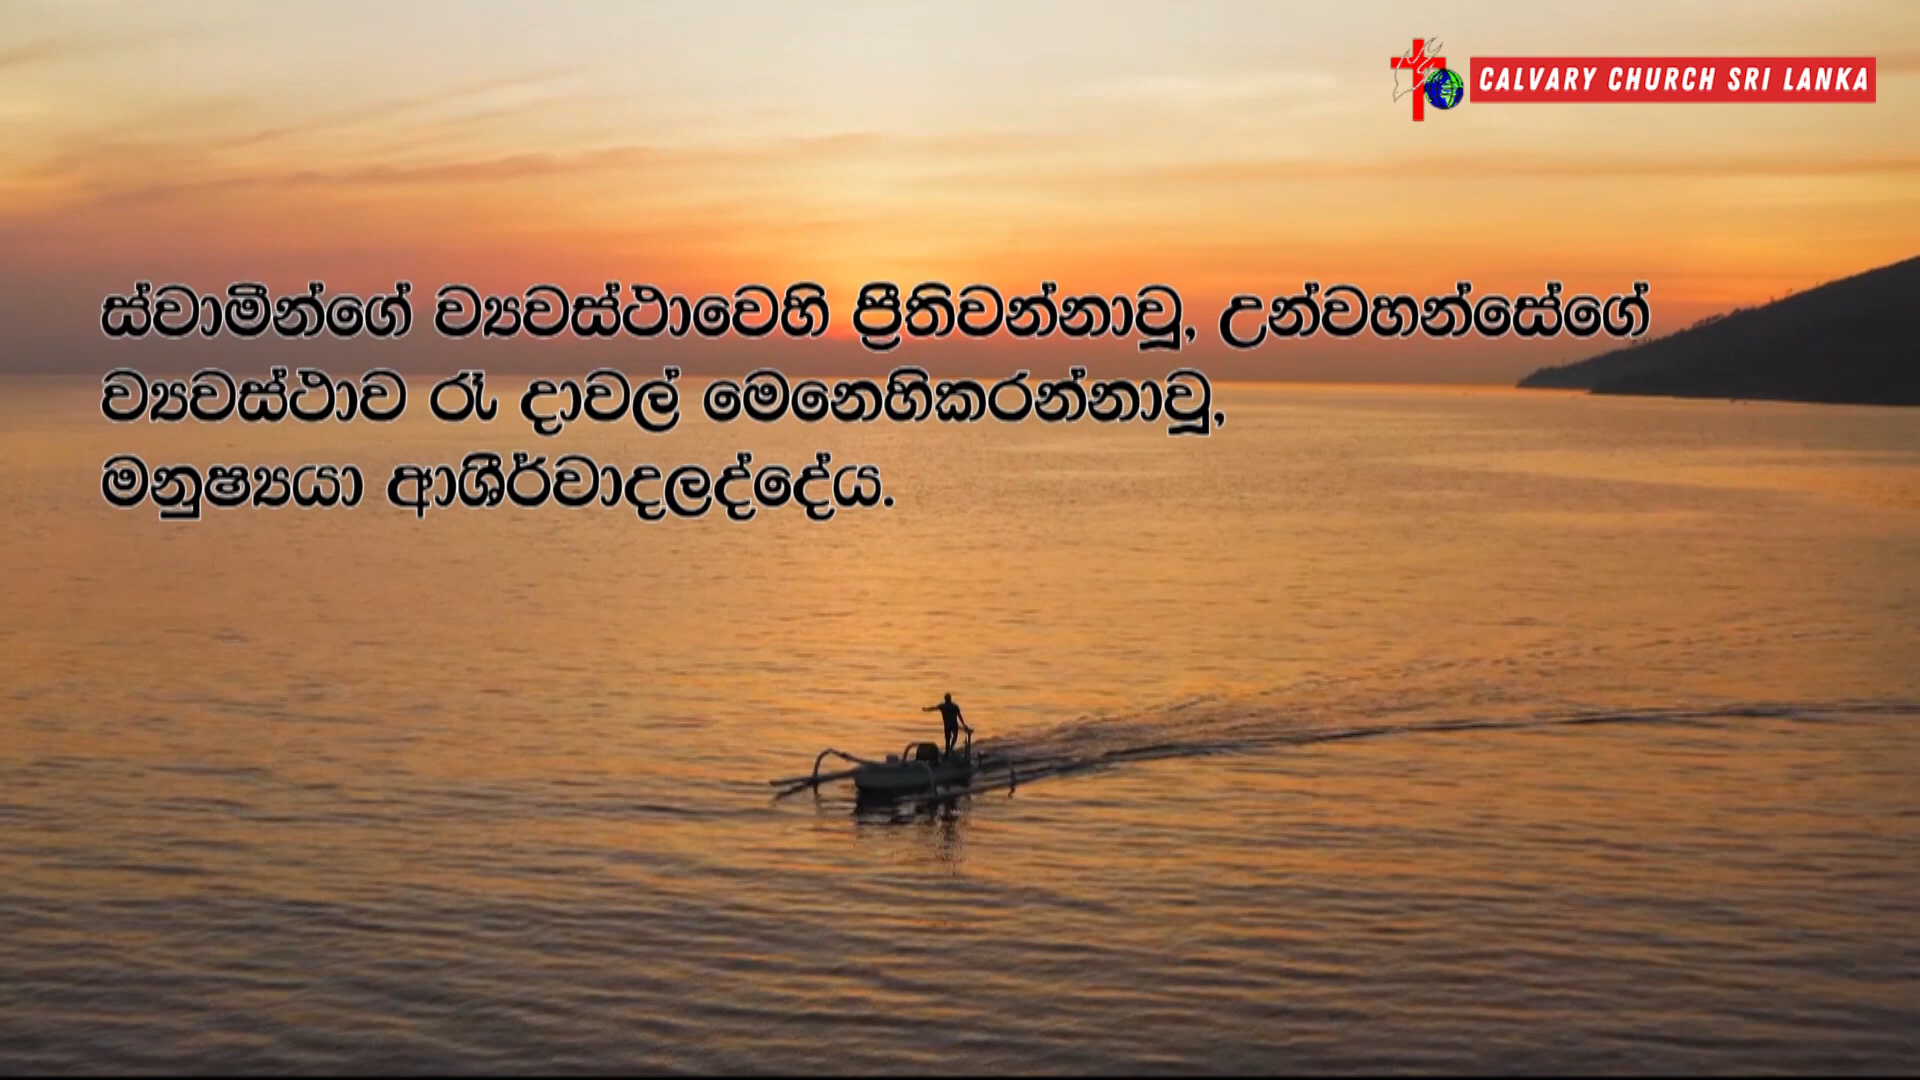 CALVARY CHURCH SRI LANKA
ස්වාමීන්ගේ ව්‍යවස්ථාවෙහි ප්‍රීතිවන්නාවූ, උන්වහන්සේගේ
ව්‍යවස්ථාව රෑ දාවල් මෙනෙහිකරන්නාවූ,
මනුෂ්‍යයා ආශීර්වාදලද්දේය.